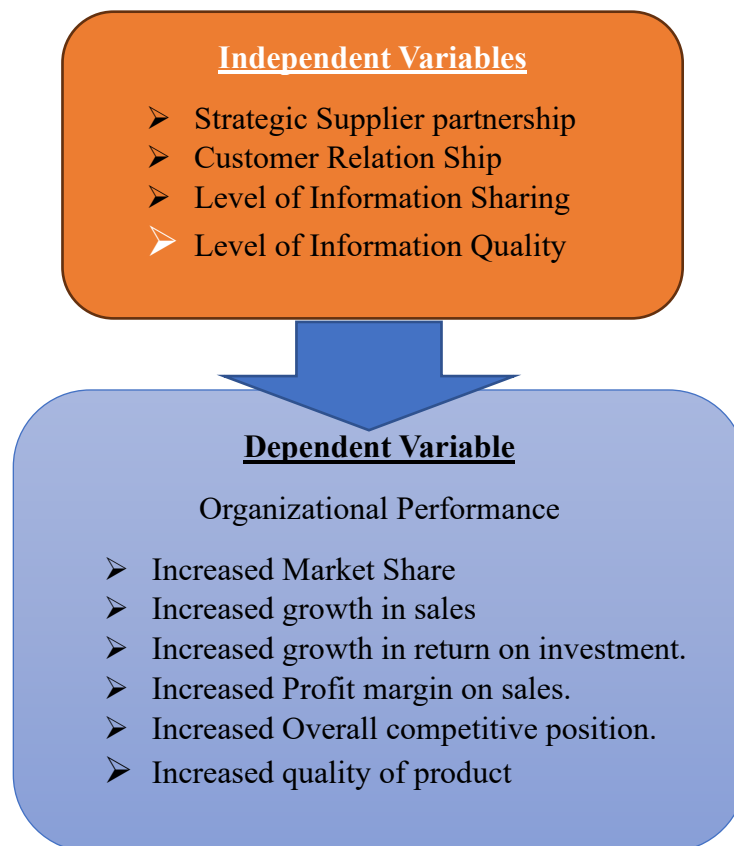 Independent Variables
➢ Strategic Supplier partnership
➢ Customer Relation Ship
➢ Level of Information Sharing
➢ Level of Information Quality
Dependent Variable
Organizational Performance
➢ Increased Market Share
➢ Increased growth in sales
➢ Increased growth in return on investment.
➢ Increased Profit margin on sales.
➢ Increased Overall competitive position.
➢ Increased quality of product